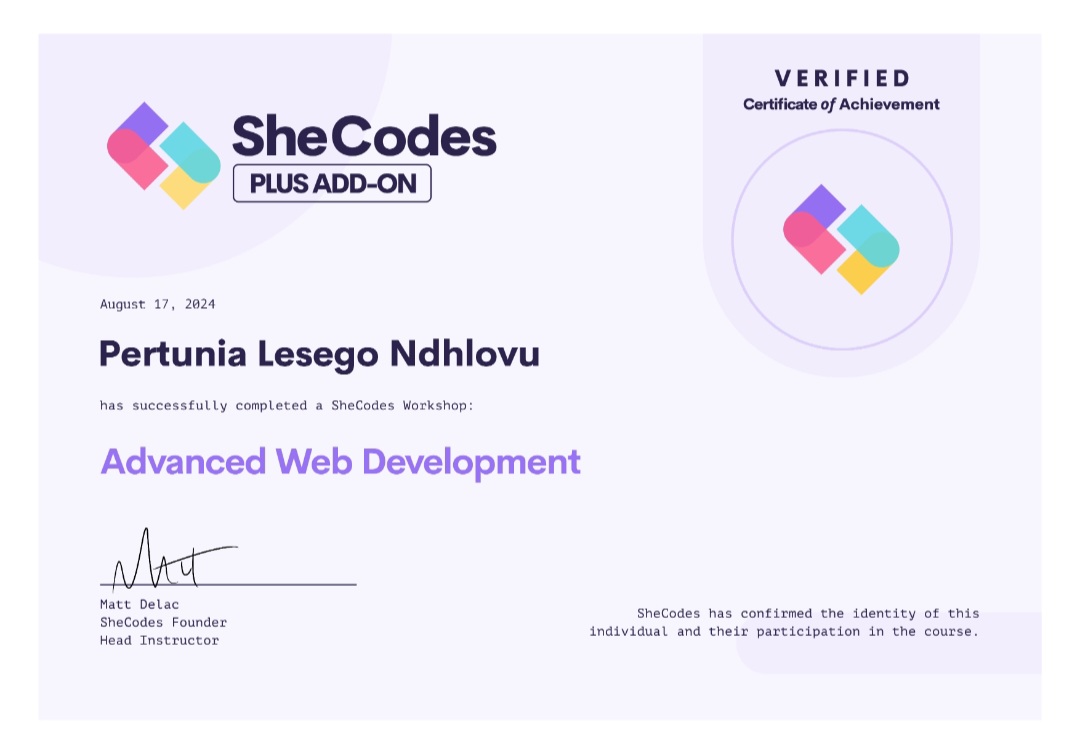 SheCodes
PLUS ADD-ON
VERIFIED
Certificate of Achievement
August 17, 2024
Pertunia Lesego Ndhlovu
has successfully completed a SheCodes Workshop:
Advanced Web Development
Matt
Matt Delac
SheCodes Founder
Head Instructor
SheCodes has confirmed the identity of this
individual and their participation in the course.